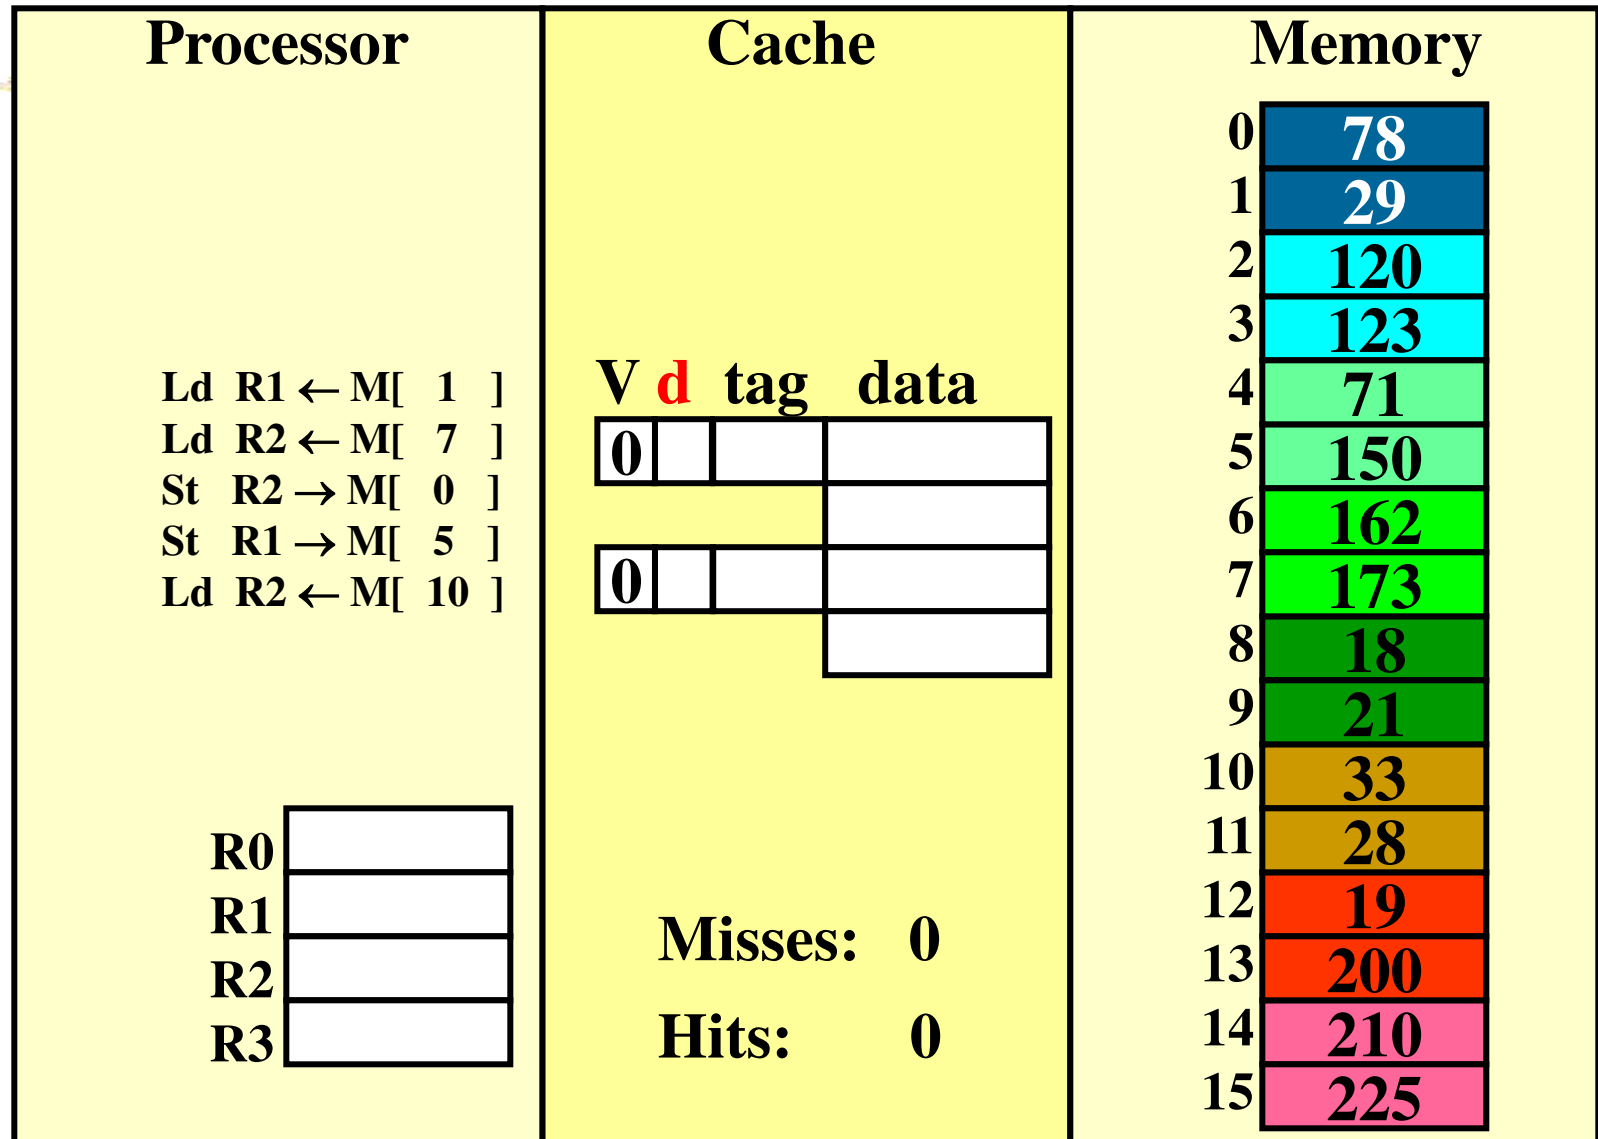 Processor
Ld R1 ← M[ 1 ]
Ld R2 ← M[ 7 ]
St R2 → M[ 0 ]
St R1 → M[ 5 ]
Ld R2 ← M[ 10 ]
R0
R1
R2
R3
Cache
V d tag data
0
0
Misses: 0
Hits: 0
Memory
0 78
1 29
2 120
3 123
4 71
5 150
6 162
7 173
8 18
9 21
10 33
11 28
12 19
13 200
14 210
15 225